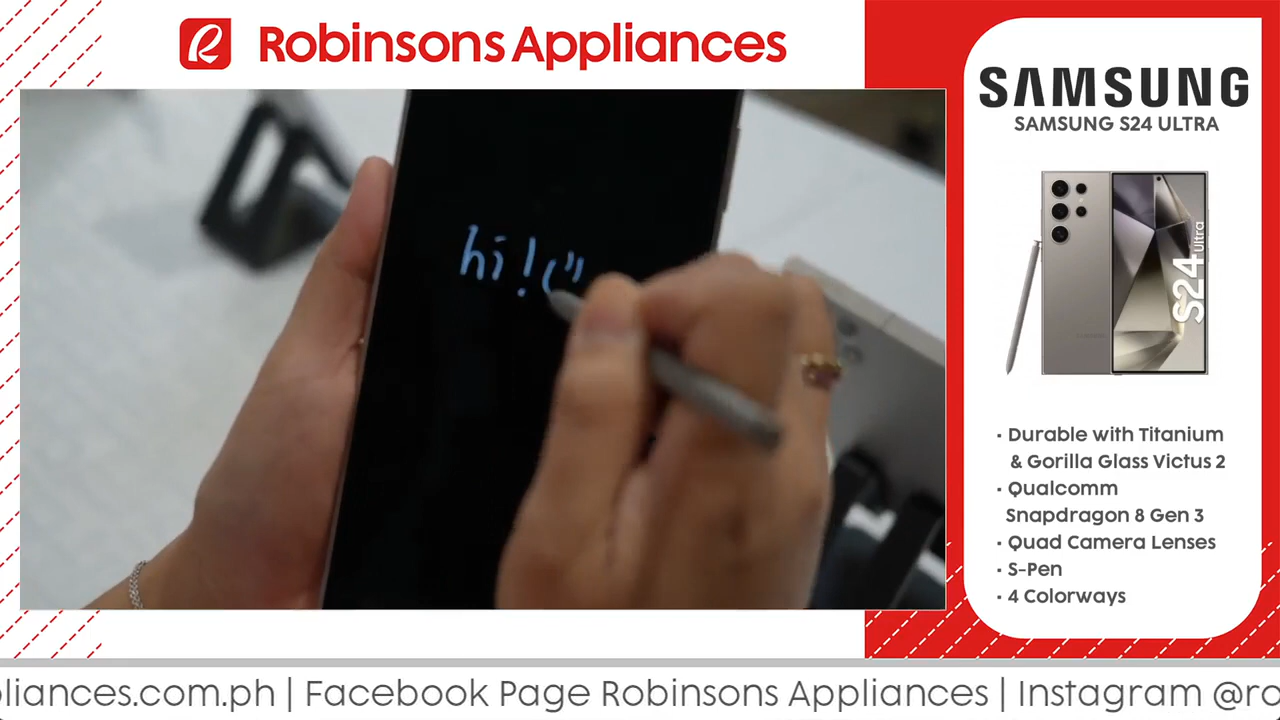 Robinsons Appliances
SAMSUNG
SAMSUNG S24 ULTRA
hi!
S24 Ultra
• Durable with Titanium
& Gorilla Glass Victus 2
• Qualcomm
Snapdragon 8 Gen 3
• Quad Camera Lenses
• S-Pen
• 4 Colorways
pliances.com.ph | Facebook Page Robinsons Appliances | Instagram @ro